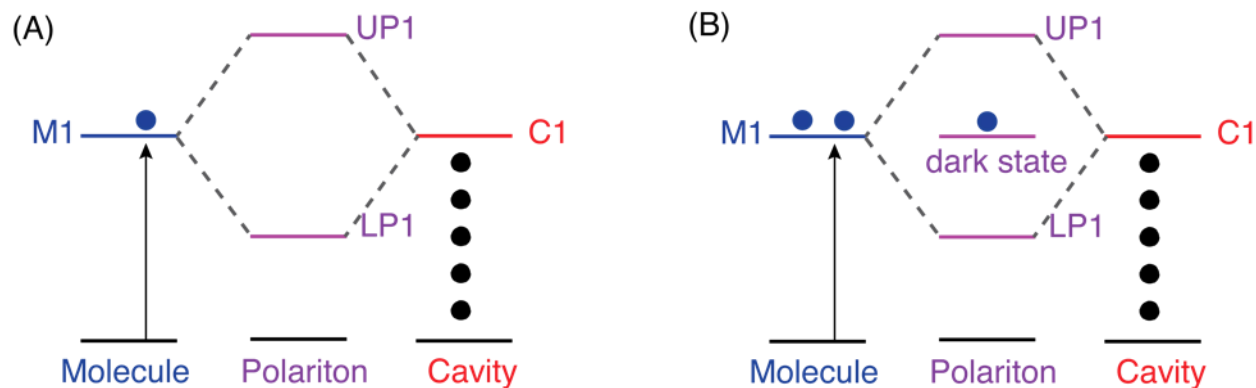 (A)
UP1
M1
C1
LP1
Molecule
Polariton
Cavity
(B)
UP1
M1
C1
dark state
LP1
Molecule
Polariton
Cavity